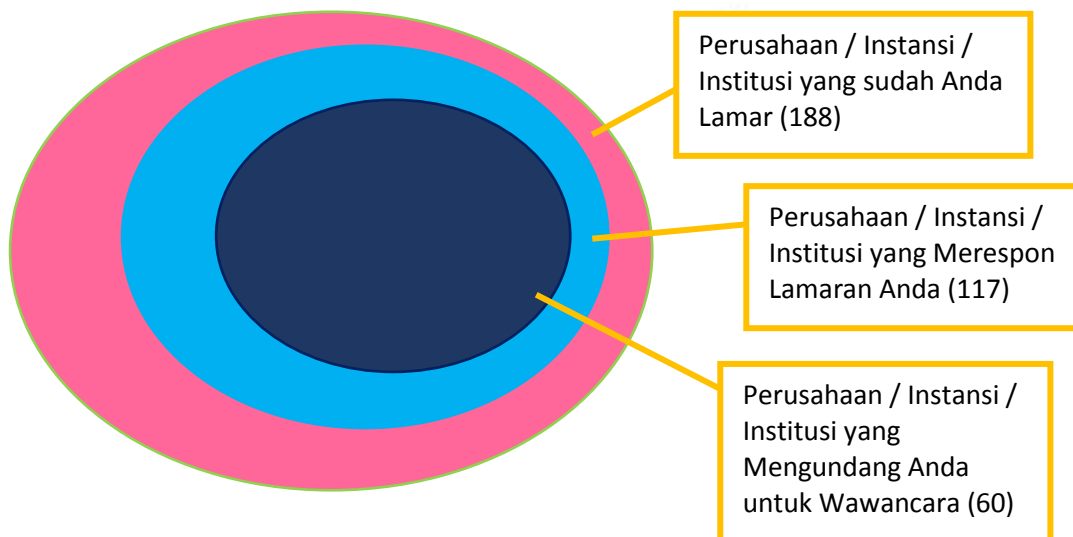 Perusahaan / Instansi /
Institusi yang sudah Anda
Lamar (188)
Perusahaan / Instansi /
Institusi yang Merespon
Lamaran Anda (117)
Perusahaan / Instansi /
Institusi yang
Mengundang Anda
untuk Wawancara (60)